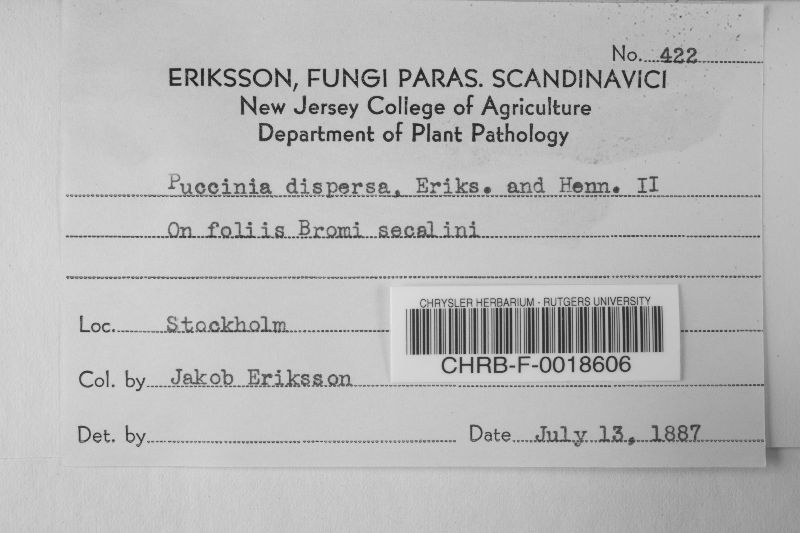 No. 422
ERIKSSON, FUNGI PARAS. SCANDINAVICI
New Jersey College of Agriculture
Department of Plant Pathology
Puccinia dispersa, Eriks. and Henn. II
On foliis Bromi secalini
Loc. Stockholm
CHRYSLER HERBARIUM - RUTGERS UNIVERSITY
CHRB-F-0018606
Col. by Jakob Eriksson
Det. by
Date July 13, 1887